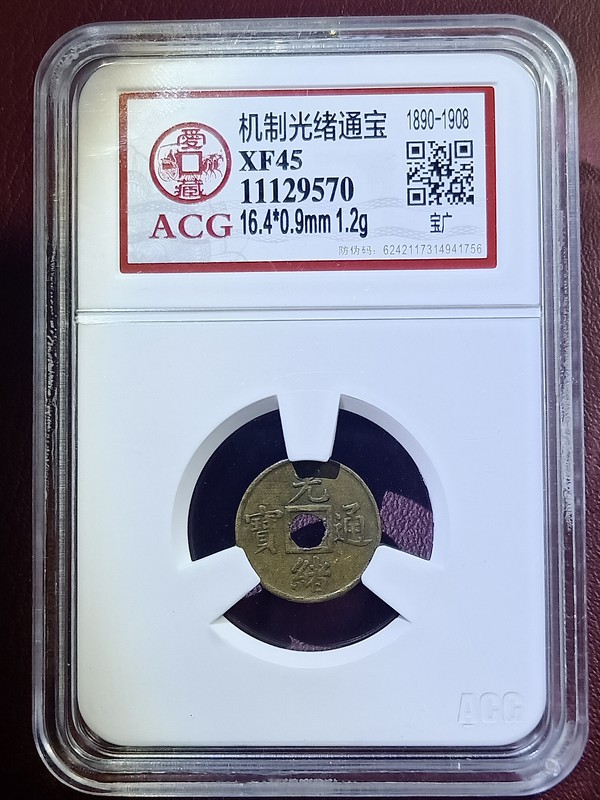 愛藏
ACG
机制光绪通宝
XF45
11129570
16.4*0.9mm 1.2g
1890-1908
宝广
防伪码: 6242117314941756
光
寶 通
緒
ACG